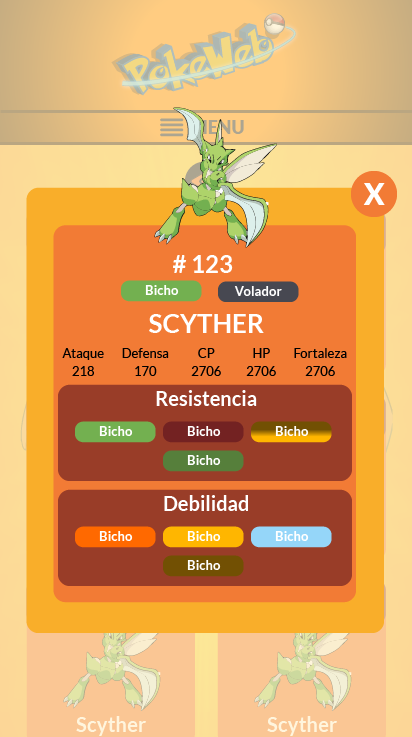 PokeWeb
MENU
X
# 123
Bicho Volador
SCYTHER
Ataque Defensa CP HP Fortaleza
218 170 2706 2706 2706
Resistencia
Bicho Bicho Bicho
Bicho
Debilidad
Bicho Bicho Bicho
Bicho
Scyther Scyther